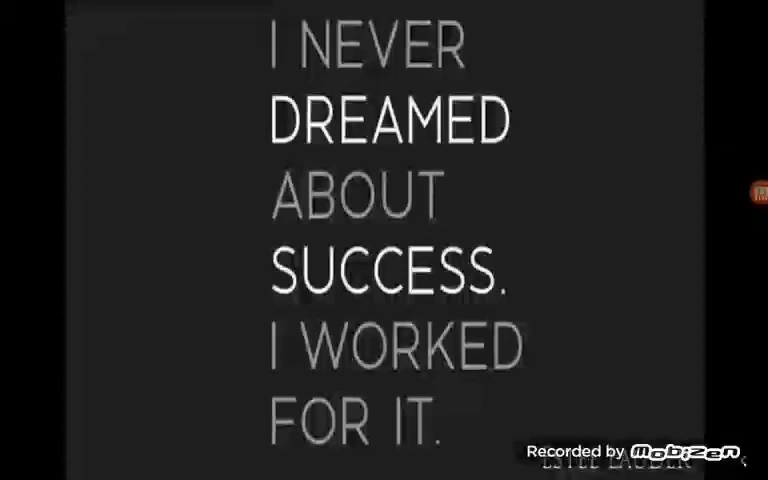 I NEVER
DREAMED
ABOUT
SUCCESS.
I WORKED
FOR IT.
Recorded by Mobizen